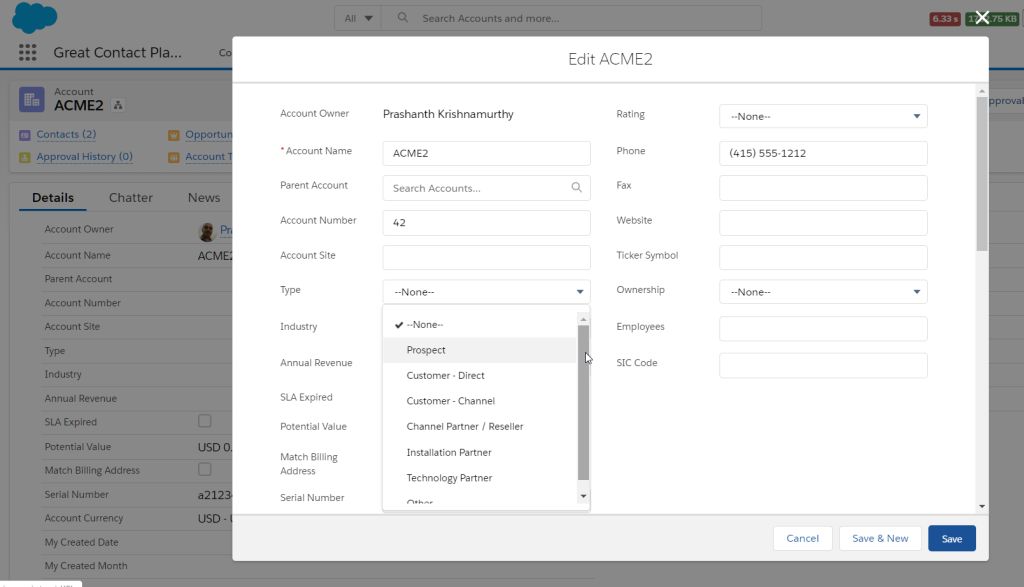 All
Search Accounts and more...
6.33 s
Great Contact Pla...
Account
ACME2
Contacts (2)
Approval History (0)
Details
Chatter
News
Account Owner
Account Name
ACME2
Parent Account
Account Number
Account Site
Type
Industry
Annual Revenue
SLA Expired
Potential Value
USD 0.
Match Billing Address
Serial Number
a2123
Account Currency
USD - U
My Created Date
My Created Month
Edit ACME2
Account Owner
Prashanth Krishnamurthy
Rating
--None--
* Account Name
ACME2
Phone
(415) 555-1212
Parent Account
Search Accounts...
Fax
Account Number
42
Website
Account Site
Ticker Symbol
Type
--None--
Ownership
--None--
Industry
Employees
Annual Revenue
SIC Code
SLA Expired
Potential Value
Match Billing
Address
Serial Number
--None--
Prospect
Customer - Direct
Customer - Channel
Channel Partner / Reseller
Installation Partner
Technology Partner
Other
Cancel
Save & New
Save